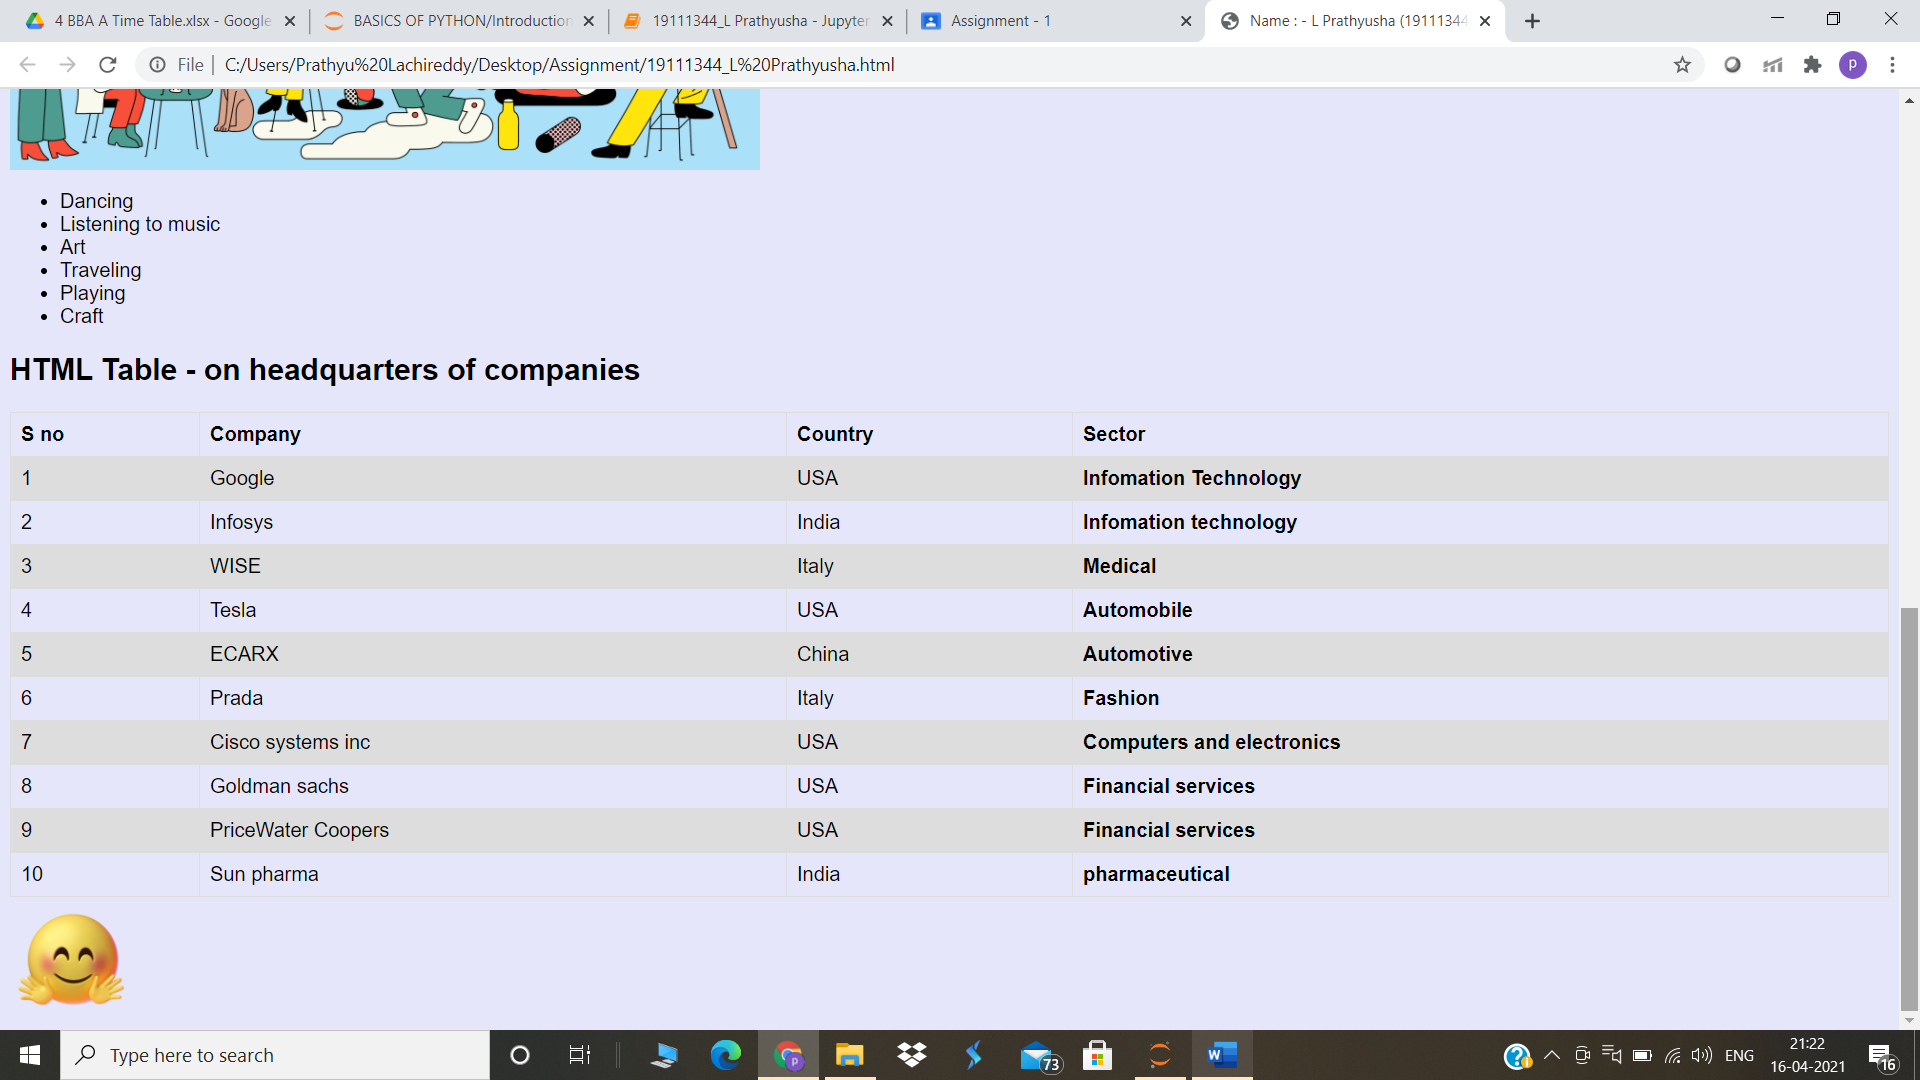 4 BBA A Time Table.xlsx - Google
BASICS OF PYTHON/Introduction
19111344_L Prathyusha - Jupyter
Assignment - 1
Name : - L Prathyusha (19111344
File
C:/Users/Prathyu%20Lachireddy/Desktop/Assignment/19111344_L%20Prathyusha.html
P
• Dancing
• Listening to music
• Art
• Traveling
• Playing
• Craft
HTML Table - on headquarters of companies
S no Company Country Sector
1 Google USA Infomation Technology
2 Infosys India Infomation technology
3 WISE Italy Medical
4 Tesla USA Automobile
5 ECARX China Automotive
6 Prada Italy Fashion
7 Cisco systems inc USA Computers and electronics
8 Goldman sachs USA Financial services
9 PriceWater Coopers USA Financial services
10 Sun pharma India pharmaceutical
Type here to search
P
73
W
?
ENG
21:22
16-04-2021
16